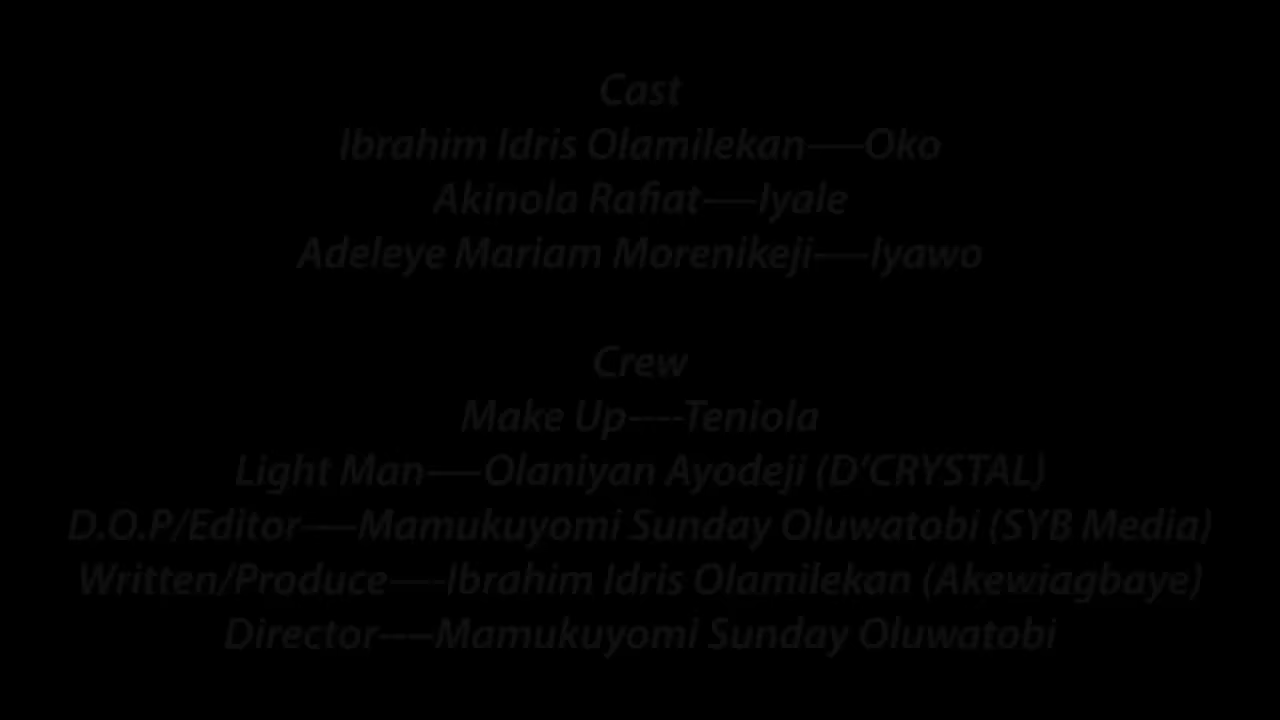 Cast
Ibrahim Idris Olamilekan-----Oko
Akinola Rafiat-----Iyale
Adeleye Mariam Morenikeji-----Iyawo
Crew
Make Up-----Teniola
Light Man-----Olaniyan Ayodeji (D'CRYSTAL)
D.O.P/Editor-----Mamukuyomi Sunday Oluwatobi (SYB Media)
Written/Produce-----Ibrahim Idris Olamilekan (Akewiagbaye)
Director-----Mamukuyomi Sunday Oluwatobi